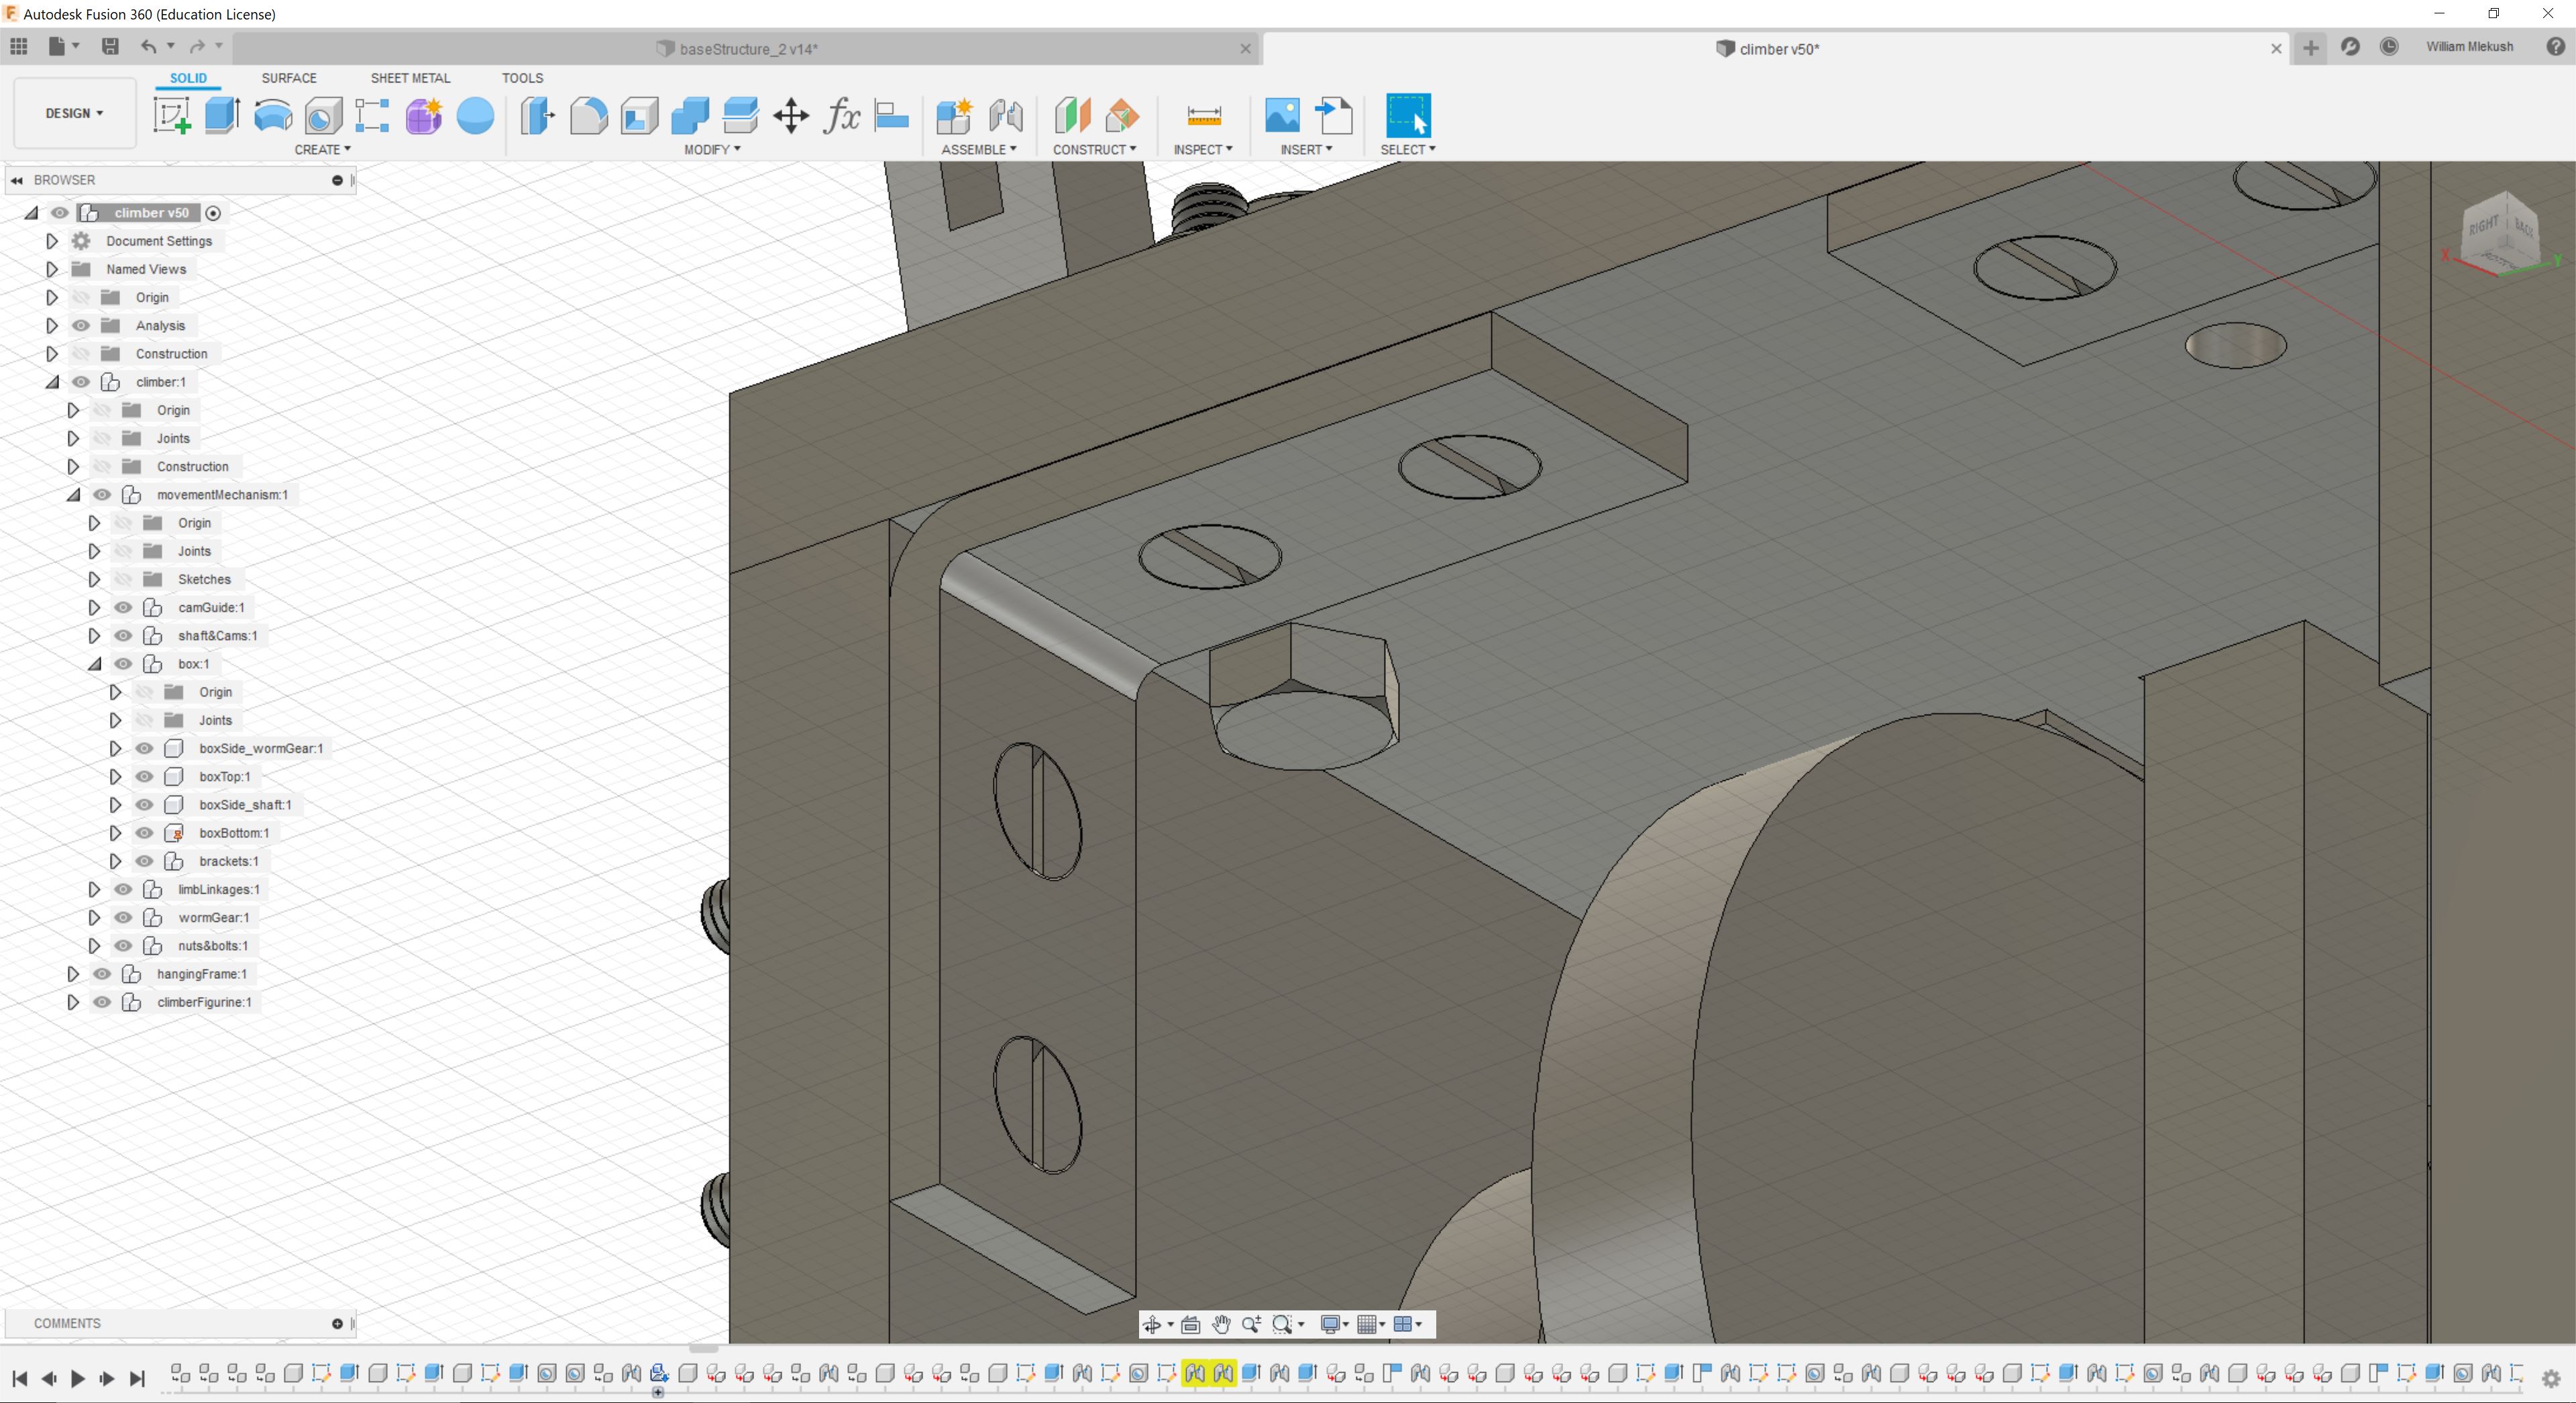 Autodesk Fusion 360 (Education License)
baseStructure_2 v14*
climber v50*
William Mlekush
DESIGN
SOLID
SURFACE
SHEET METAL
TOOLS
CREATE
MODIFY
ASSEMBLE
CONSTRUCT
INSPECT
INSERT
SELECT
BROWSER
climber v50
Document Settings
Named Views
Origin
Analysis
Construction
climber:1
Origin
Joints
Construction
movementMechanism:1
Origin
Joints
Sketches
camGuide:1
shaft&Cams:1
box:1
Origin
Joints
boxSide_wormGear:1
boxTop:1
boxSide_shaft:1
boxBottom:1
brackets:1
limbLinkages:1
wormGear:1
nuts&bolts:1
hangingFrame:1
climberFigurine:1
RIGHT
BACK
X
Y
COMMENTS